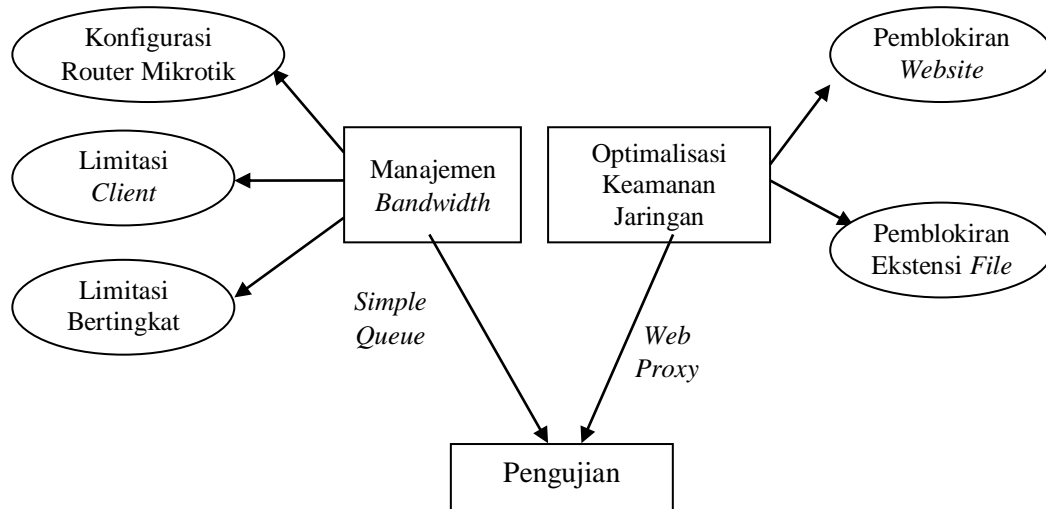 Konfigurasi
Router Mikrotik
Limitasi
Client
Limitasi
Bertingkat
Manajemen
Bandwidth
Optimalisasi
Keamanan
Jaringan
Pemblokiran
Website
Pemblokiran
Ekstensi File
Simple
Queue
Web
Proxy
Pengujian